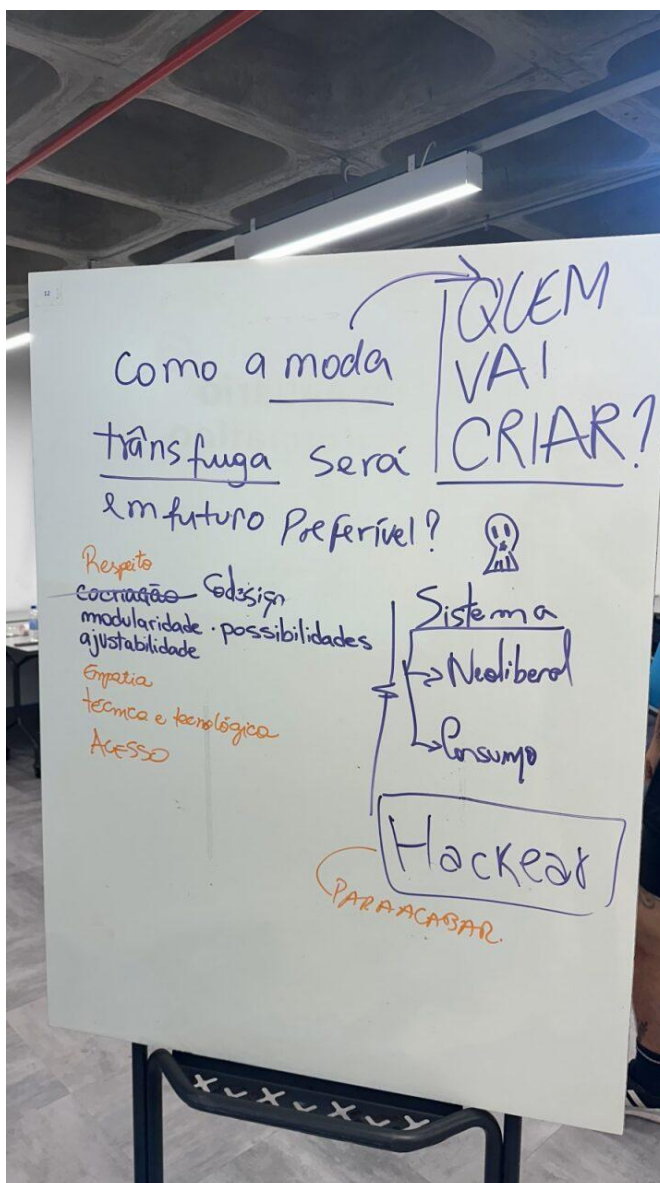 12
QUEM
VAI
CRIAR?
Como a moda
trânsfuga será
em futuro Preferível?
Respeito
cocriação Codesign
modularidade . possibilidades
ajustabilidade
Empatia
técnica e tecnológica
ACESSO
Sistema
Neoliberal
Consumo
Hackear
PARA ACABAR.